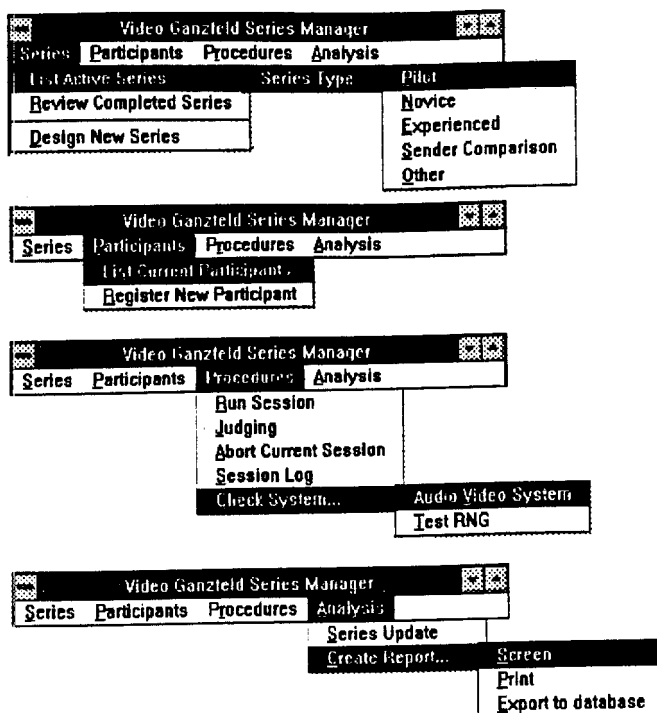 Video Ganzfeld Series Manager
Series Participants Procedures Analysis
List Active Series Series Type Pilot
Review Completed Series Novice
Experienced
Design New Series Sender Comparison
Other
Video Ganzfeld Series Manager
Series Participants Procedures Analysis
List Current Participants
Register New Participant
Video Ganzfeld Series Manager
Series Participants Procedures Analysis
Run Session
Judging
Abort Current Session
Session Log
Check System... Audio Video System
Test RNG
Video Ganzfeld Series Manager
Series Participants Procedures Analysis
Series Update
Create Report... Screen
Print
Export to database